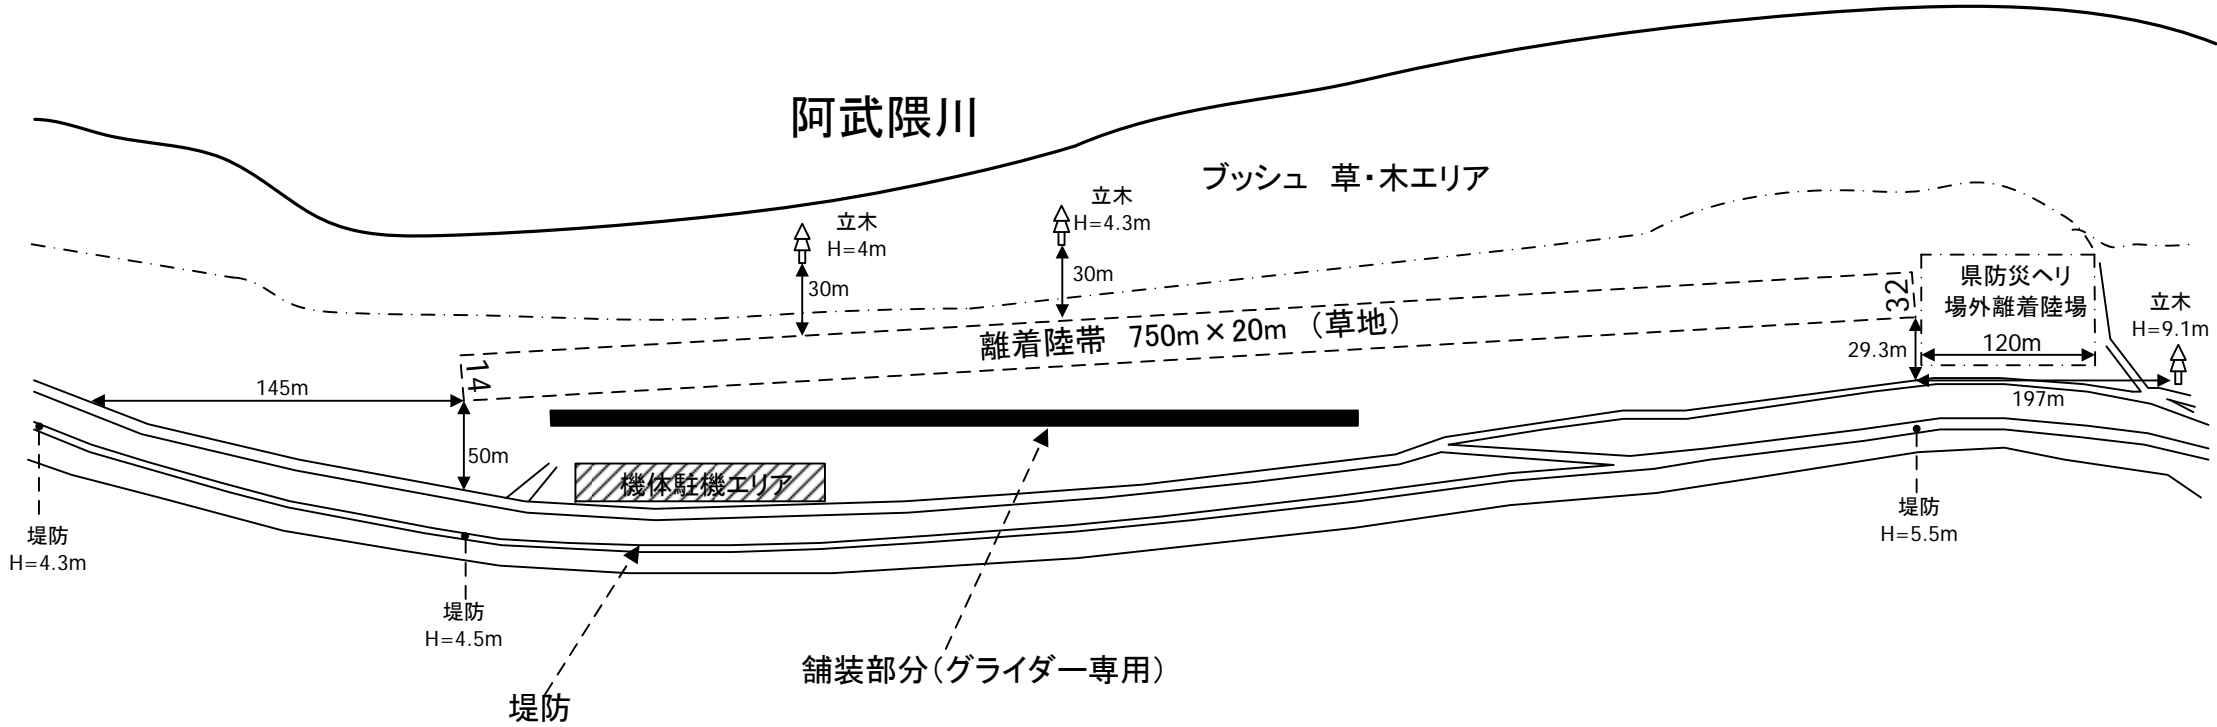 阿武隈川
ブッシュ 草・木エリア
立木
H=4m
30m
立木
H=4.3m
30m
離着陸帯 750m×20m (草地)
14
32
県防災ヘリ
場外離着陸場
120m
29.3m
立木
H=9.1m
197m
145m
50m
機体駐機エリア
堤防
H=4.3m
堤防
H=4.5m
堤防
H=5.5m
舗装部分(グライダー専用)
堤防